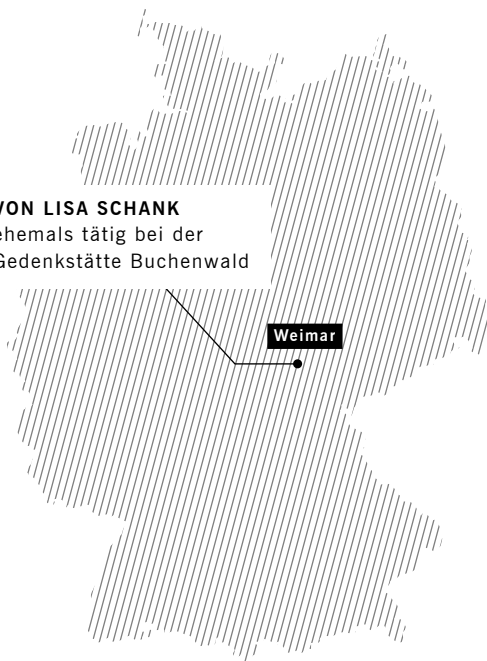 VON LISA SCHANK
ehemals tätig bei der
Gedenkstätte Buchenwald
Weimar